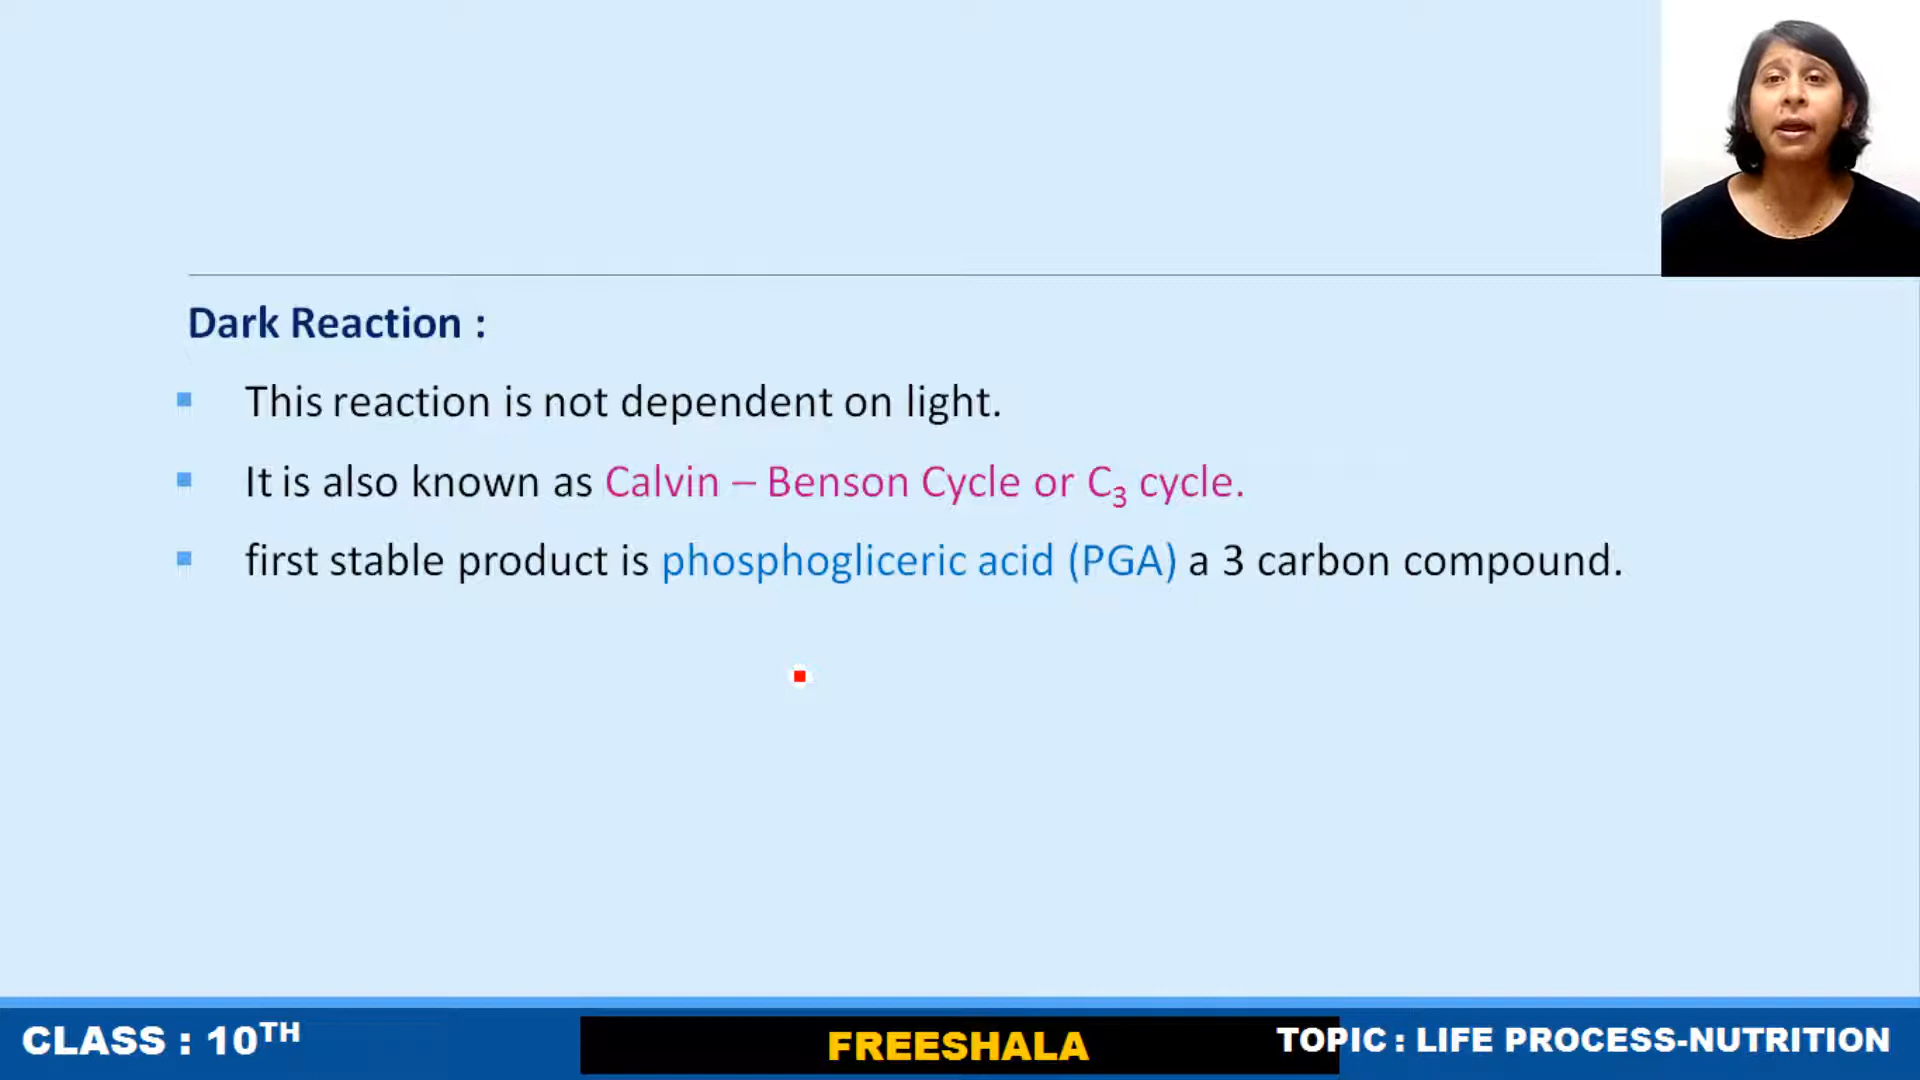 Dark Reaction :
This reaction is not dependent on light.
It is also known as Calvin – Benson Cycle or C₃ cycle.
first stable product is phosphogliceric acid (PGA) a 3 carbon compound.
CLASS : 10TH
FREESHALA
TOPIC : LIFE PROCESS-NUTRITION